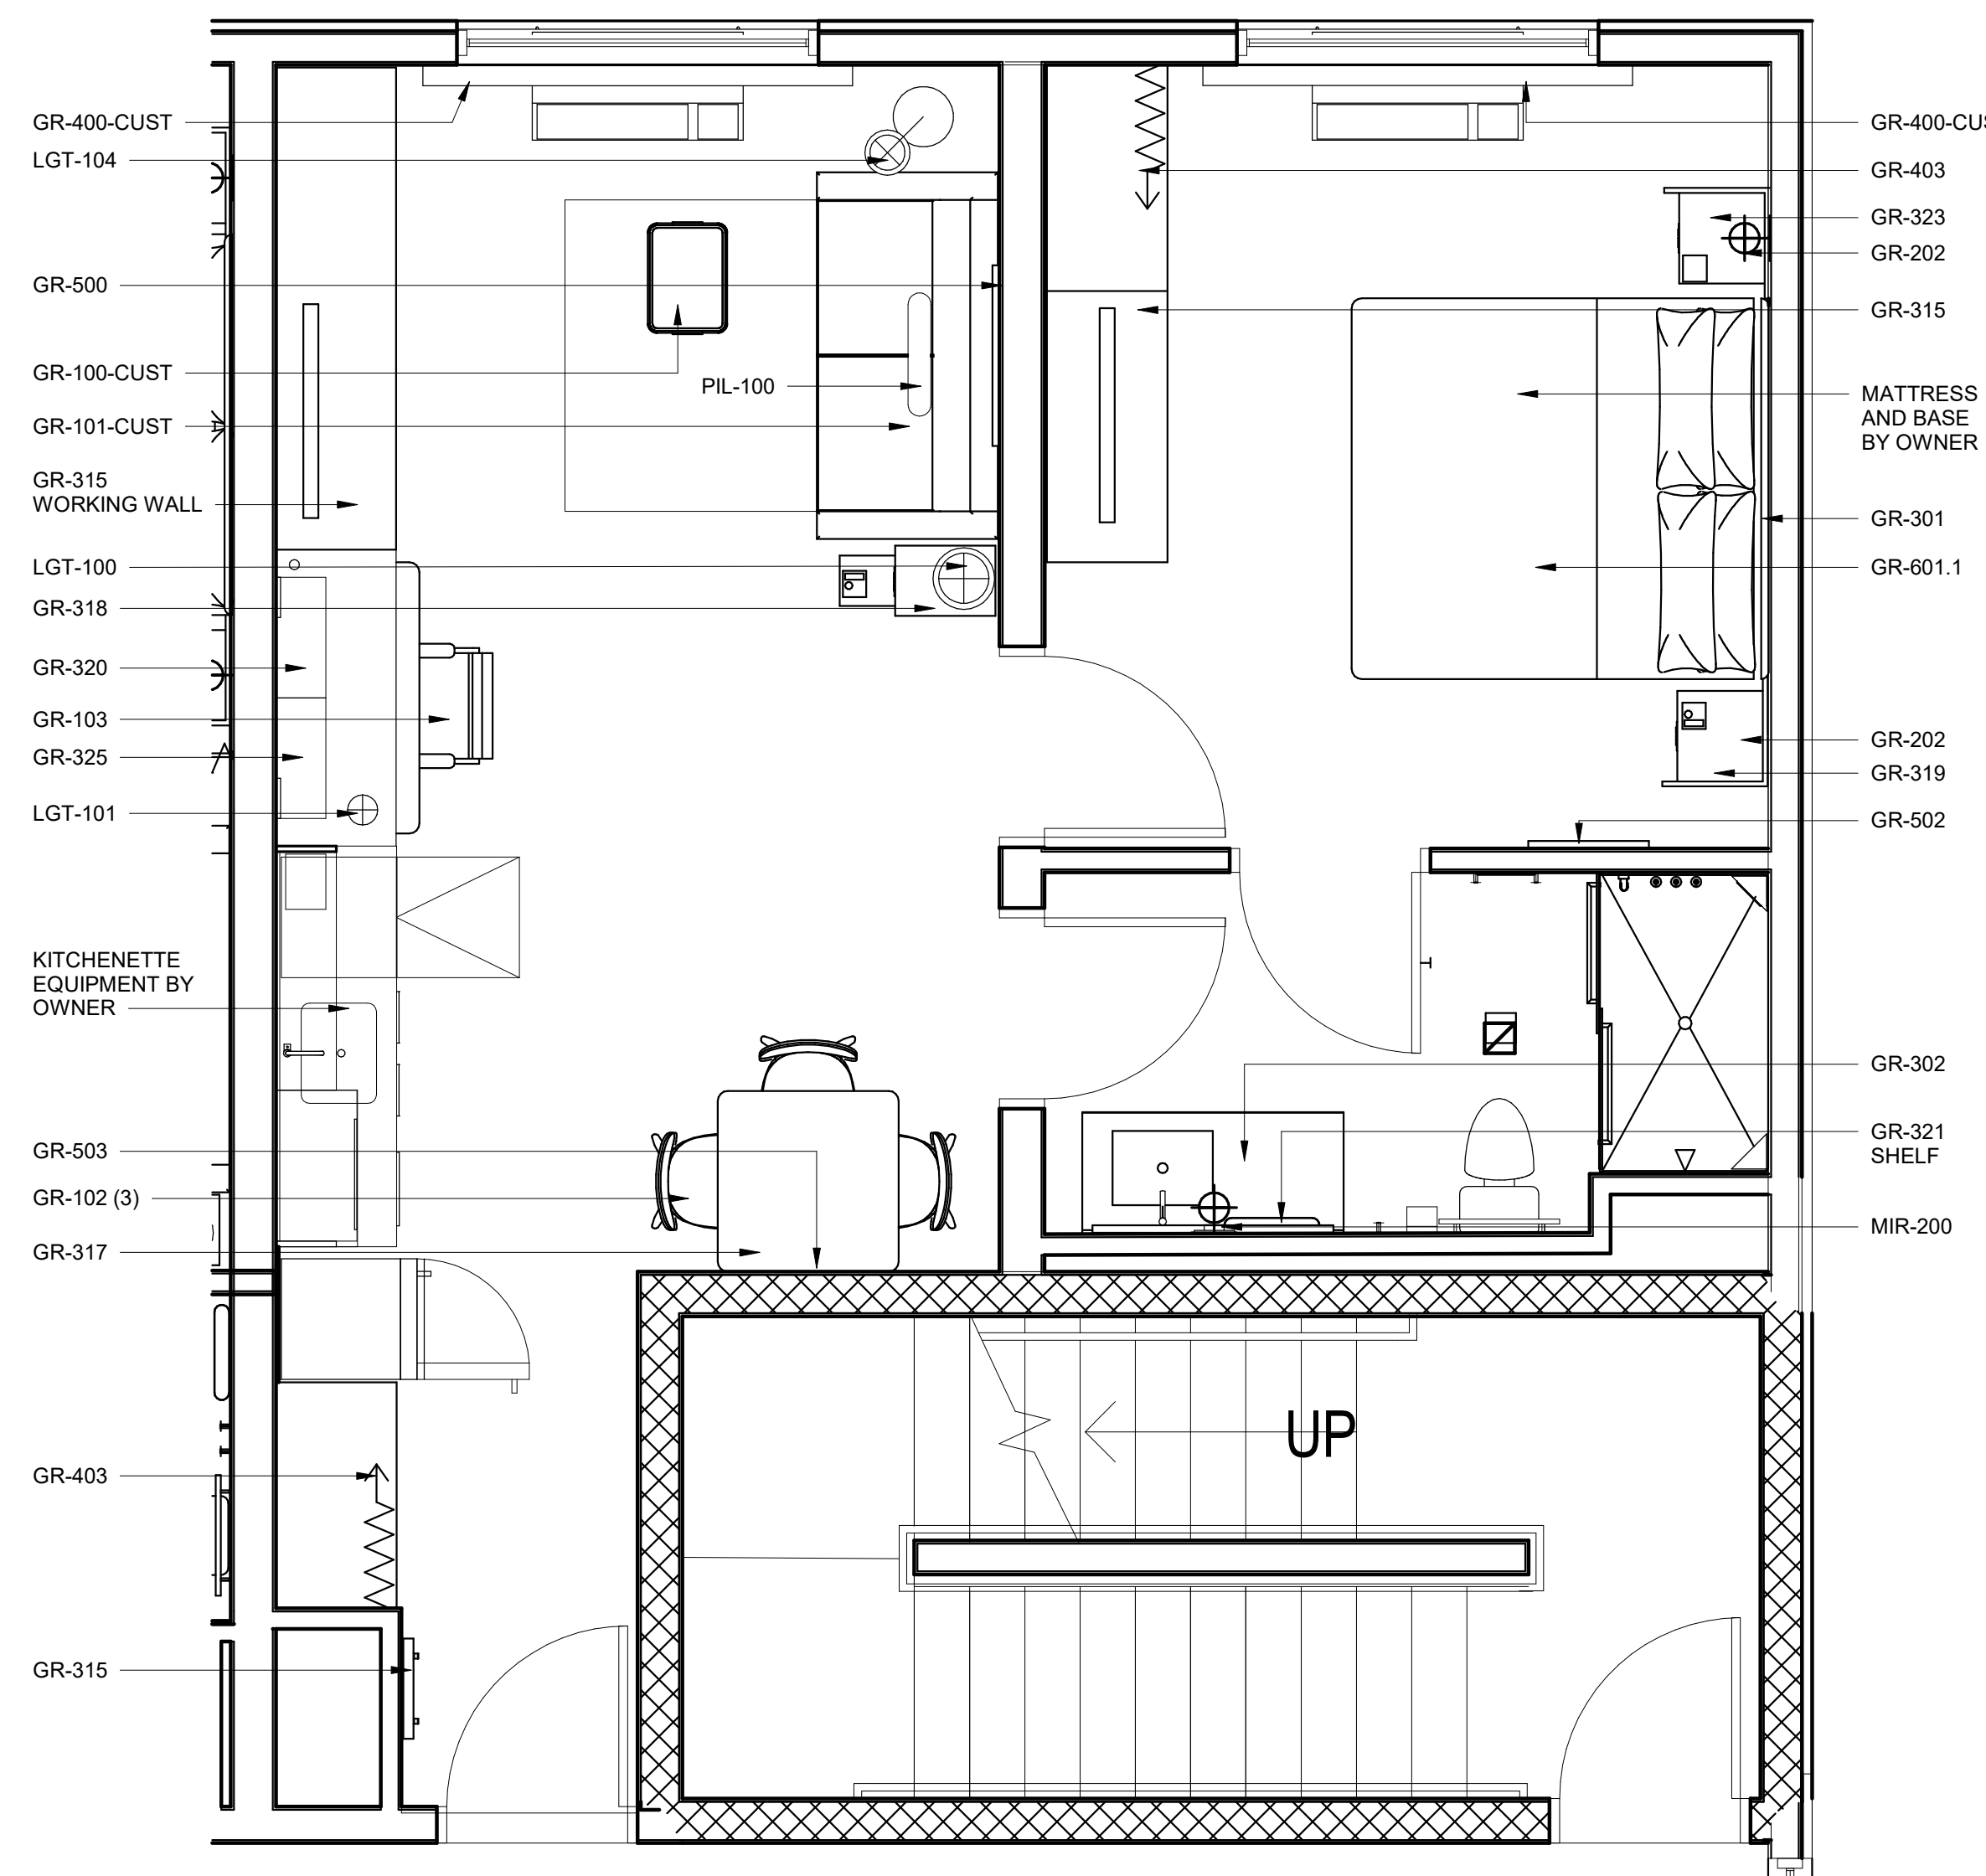 GR-400-CUST
LGT-104
GR-500
GR-100-CUST
PIL-100
GR-101-CUST
GR-315
WORKING WALL
LGT-100
GR-318
GR-320
GR-103
GR-325
LGT-101
KITCHENETTE
EQUIPMENT BY
OWNER
GR-503
GR-102 (3)
GR-317
GR-403
GR-315
UP
GR-400-CUS
GR-403
GR-323
GR-202
GR-315
MATTRESS
AND BASE
BY OWNER
GR-301
GR-601.1
GR-202
GR-319
GR-502
GR-302
GR-321
SHELF
MIR-200